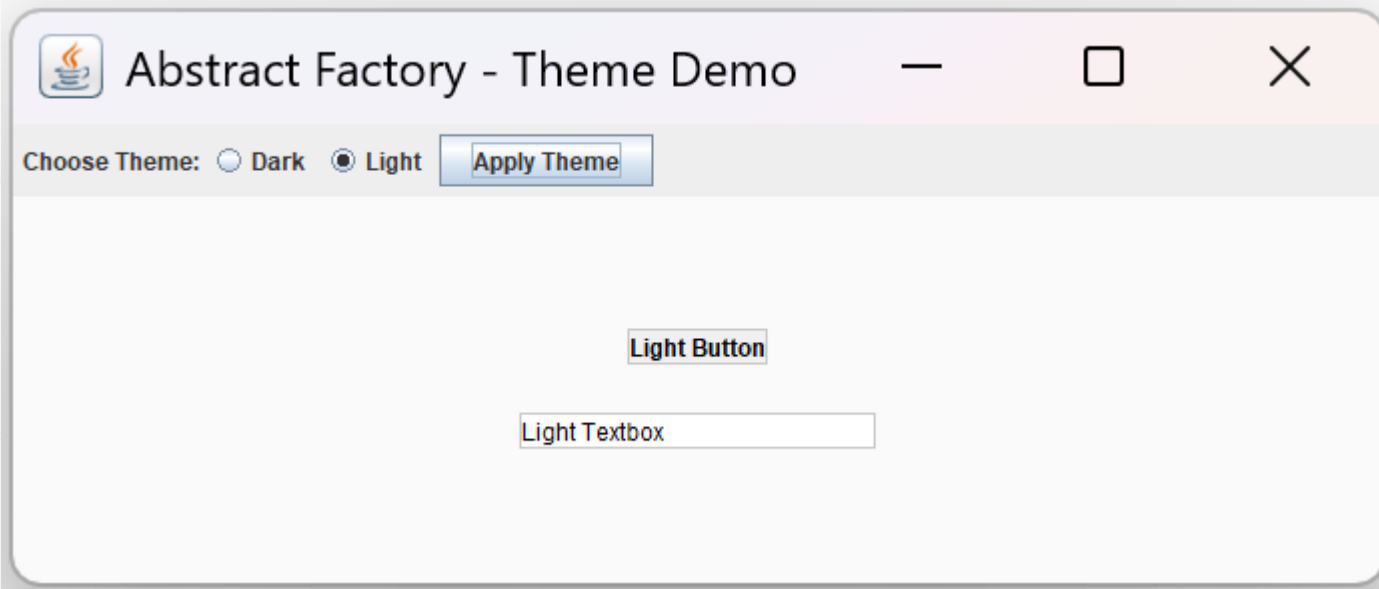 Abstract Factory - Theme Demo
Choose Theme: Dark Light Apply Theme
Light Button
Light Textbox